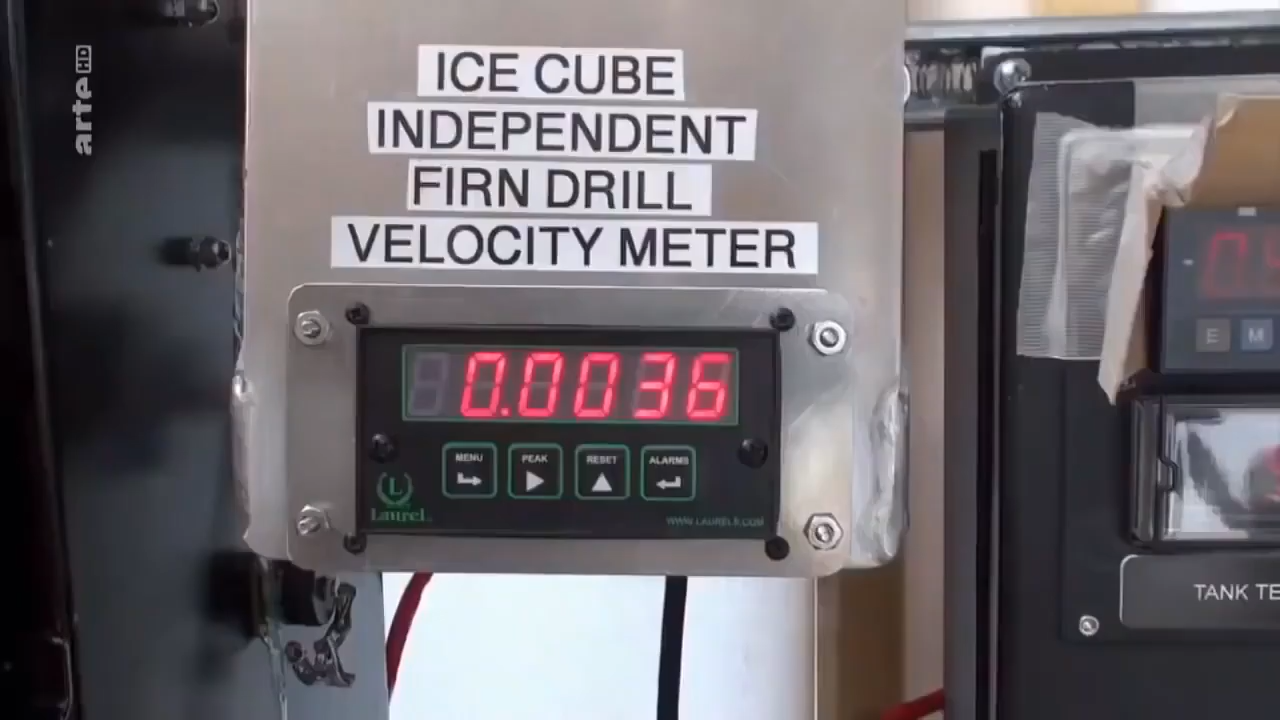 arte HD
ICE CUBE
INDEPENDENT
FIRN DRILL
VELOCITY METER
0.0036
MENU PEAK RESET ALARMS
L
Laurel
WWW.LAURELS.COM
E M
TANK